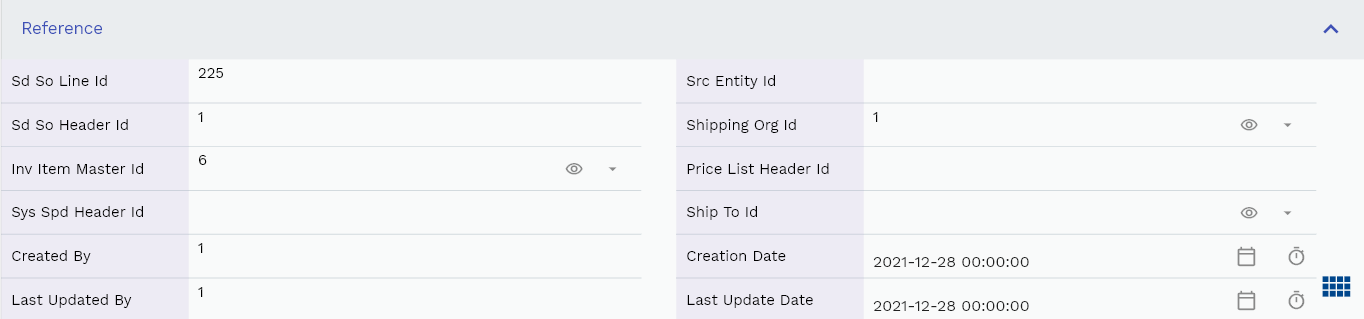 Reference
Sd So Line Id 225 Src Entity Id
Sd So Header Id 1 Shipping Org Id 1
Inv Item Master Id 6 Price List Header Id
Sys Spd Header Id Ship To Id
Created By 1 Creation Date 2021-12-28 00:00:00
Last Updated By 1 Last Update Date 2021-12-28 00:00:00